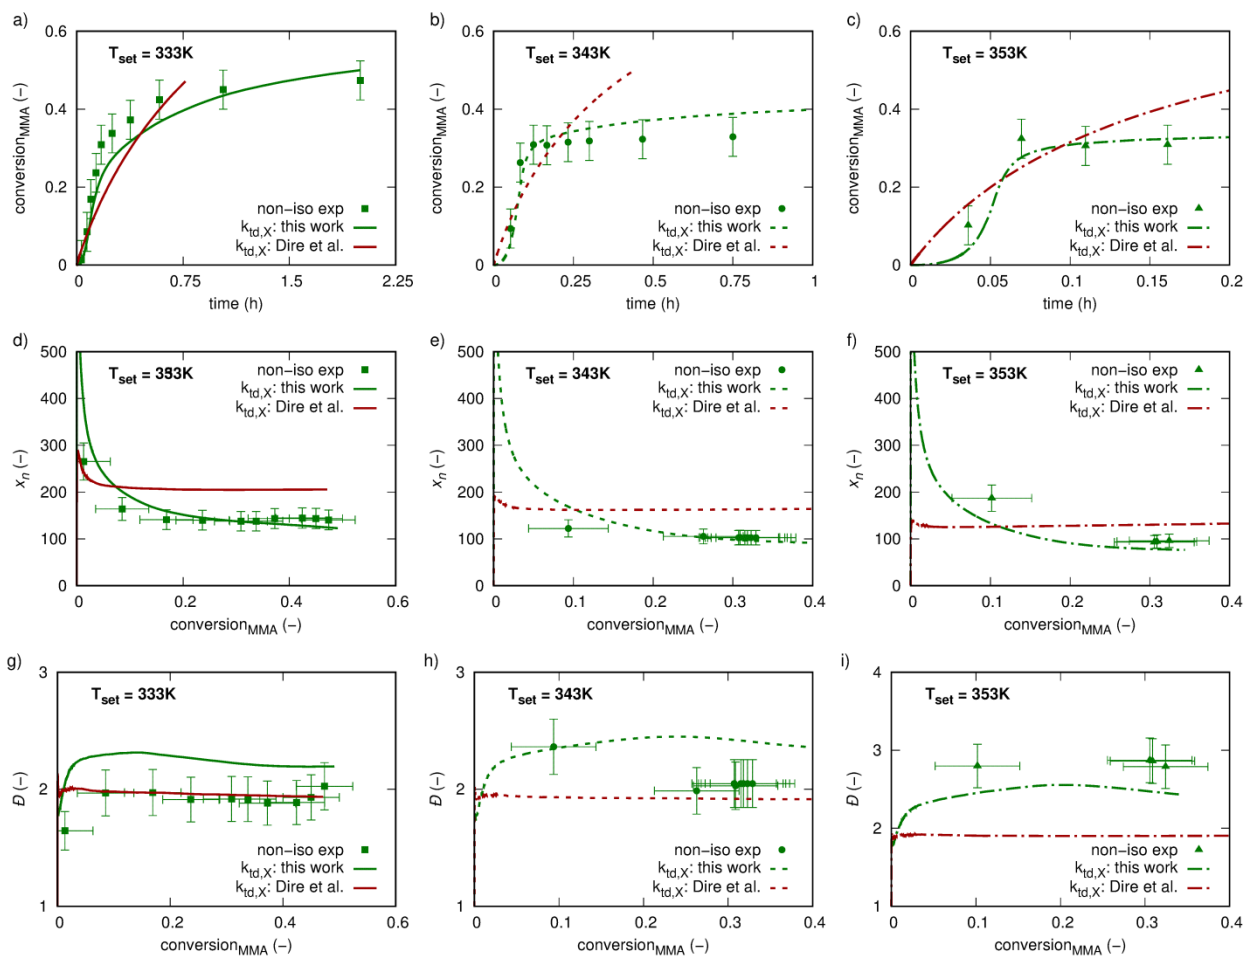 a)
0.6
T_set = 333K
0.4
conversion_MMA (−)
0.2
non-iso exp
k_td,X: this work
k_td,X: Dire et al.
0
0 0.75 1.5 2.25
time (h)
b)
0.6
T_set = 343K
0.4
conversion_MMA (−)
0.2
non-iso exp
k_td,X: this work
k_td,X: Dire et al.
0
0 0.25 0.5 0.75 1
time (h)
c)
0.6
T_set = 353K
0.4
conversion_MMA (−)
0.2
non-iso exp
k_td,X: this work
k_td,X: Dire et al.
0
0 0.05 0.1 0.15 0.2
time (h)
d)
500
T_set = 333K
non-iso exp
k_td,X: this work
k_td,X: Dire et al.
400
300
x_n (−)
200
100
0
0 0.2 0.4 0.6
conversion_MMA (−)
e)
500
T_set = 343K
non-iso exp
k_td,X: this work
k_td,X: Dire et al.
400
300
x_n (−)
200
100
0
0 0.1 0.2 0.3 0.4
conversion_MMA (−)
f)
500
T_set = 353K
non-iso exp
k_td,X: this work
k_td,X: Dire et al.
400
300
x_n (−)
200
100
0
0 0.1 0.2 0.3 0.4
conversion_MMA (−)
g)
3
T_set = 333K
2
Đ (−)
non-iso exp
k_td,X: this work
k_td,X: Dire et al.
1
0 0.2 0.4 0.6
conversion_MMA (−)
h)
3
T_set = 343K
2
Đ (−)
non-iso exp
k_td,X: this work
k_td,X: Dire et al.
1
0 0.1 0.2 0.3 0.4
conversion_MMA (−)
i)
4
T_set = 353K
3
Đ (−)
2
non-iso exp
k_td,X: this work
k_td,X: Dire et al.
1
0 0.1 0.2 0.3 0.4
conversion_MMA (−)